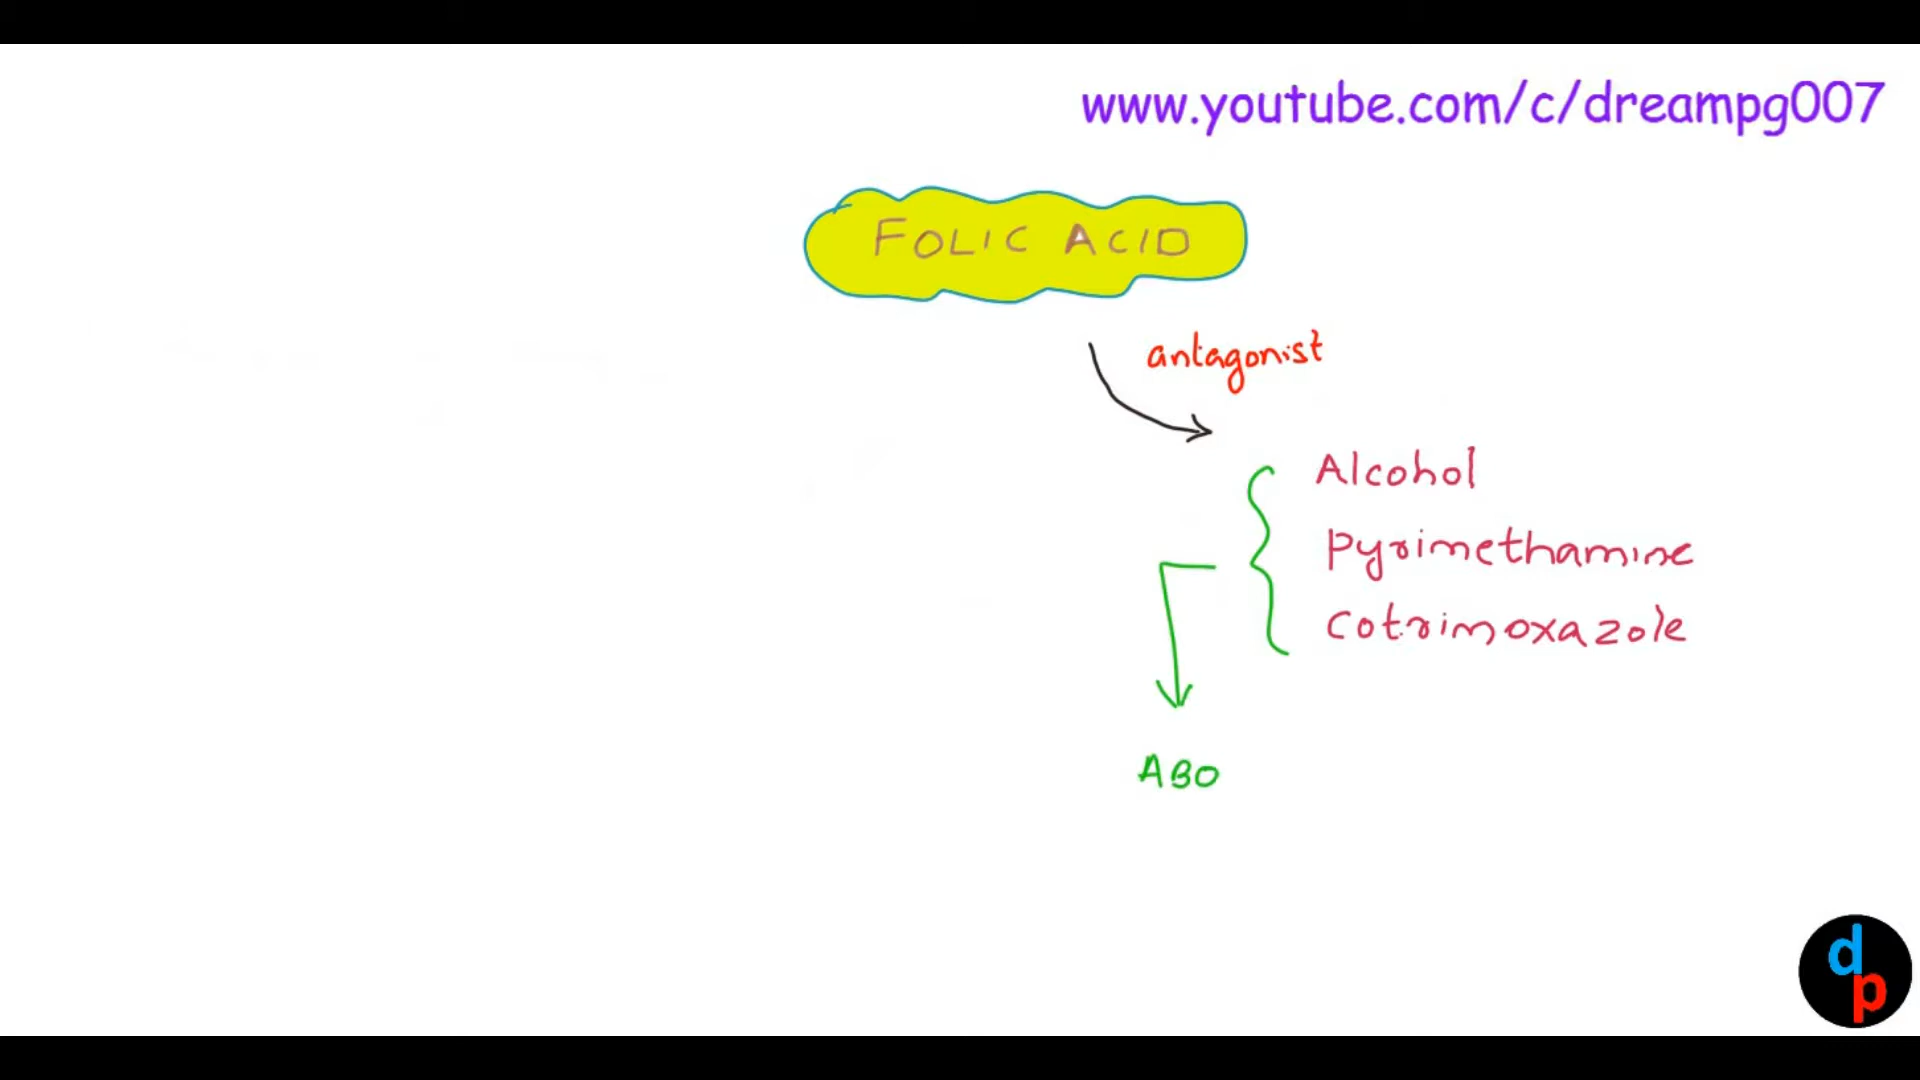 www.youtube.com/c/dreampg007
FOLIC ACID
antagonist
Alcohol
Pyrimethamine
Cotrimoxazole
ABO
dp